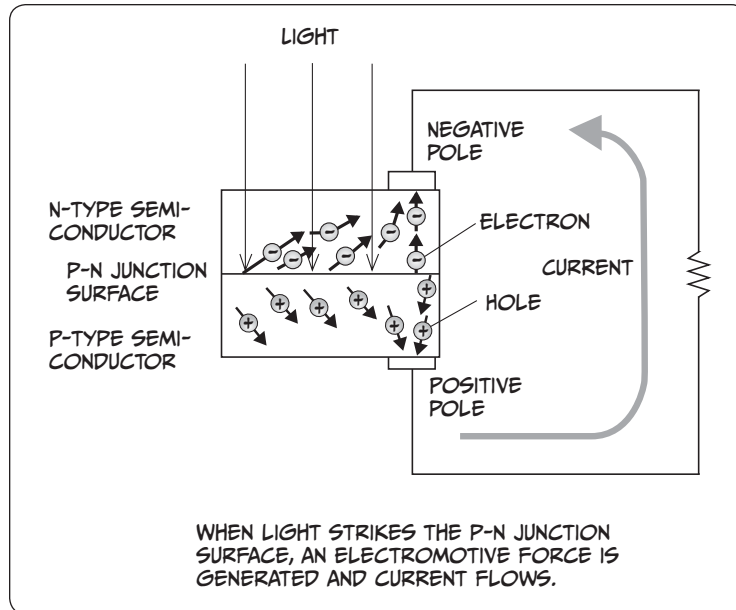 LIGHT
NEGATIVE
POLE
N-TYPE SEMI-
CONDUCTOR
ELECTRON
P-N JUNCTION
SURFACE
CURRENT
HOLE
P-TYPE SEMI-
CONDUCTOR
POSITIVE
POLE
WHEN LIGHT STRIKES THE P-N JUNCTION
SURFACE, AN ELECTROMOTIVE FORCE IS
GENERATED AND CURRENT FLOWS.